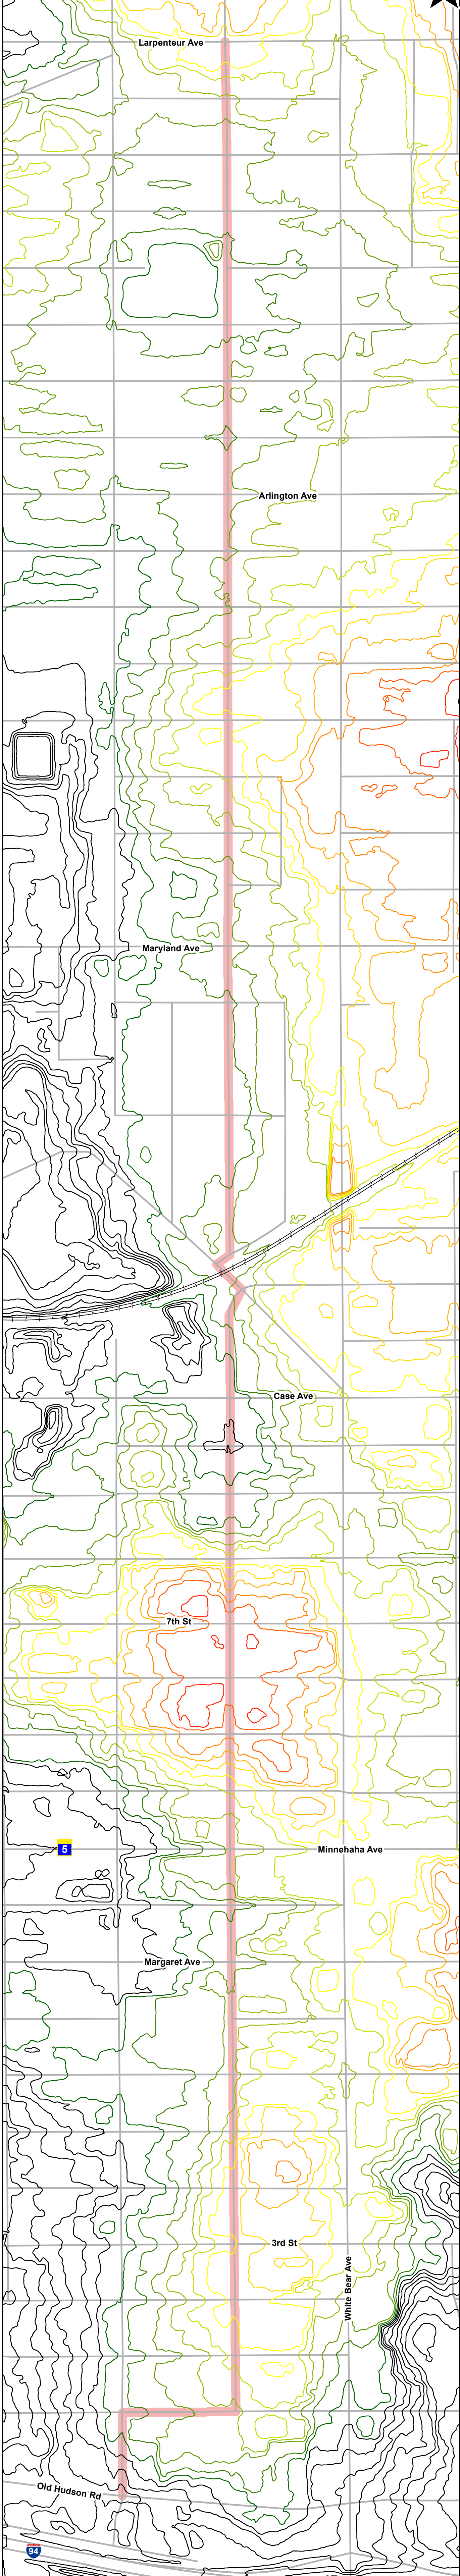 Larpenteur Ave
Arlington Ave
Maryland Ave
Case Ave
7th St
Minnehaha Ave
5
Margaret Ave
3rd St
White Bear Ave
Old Hudson Rd
94